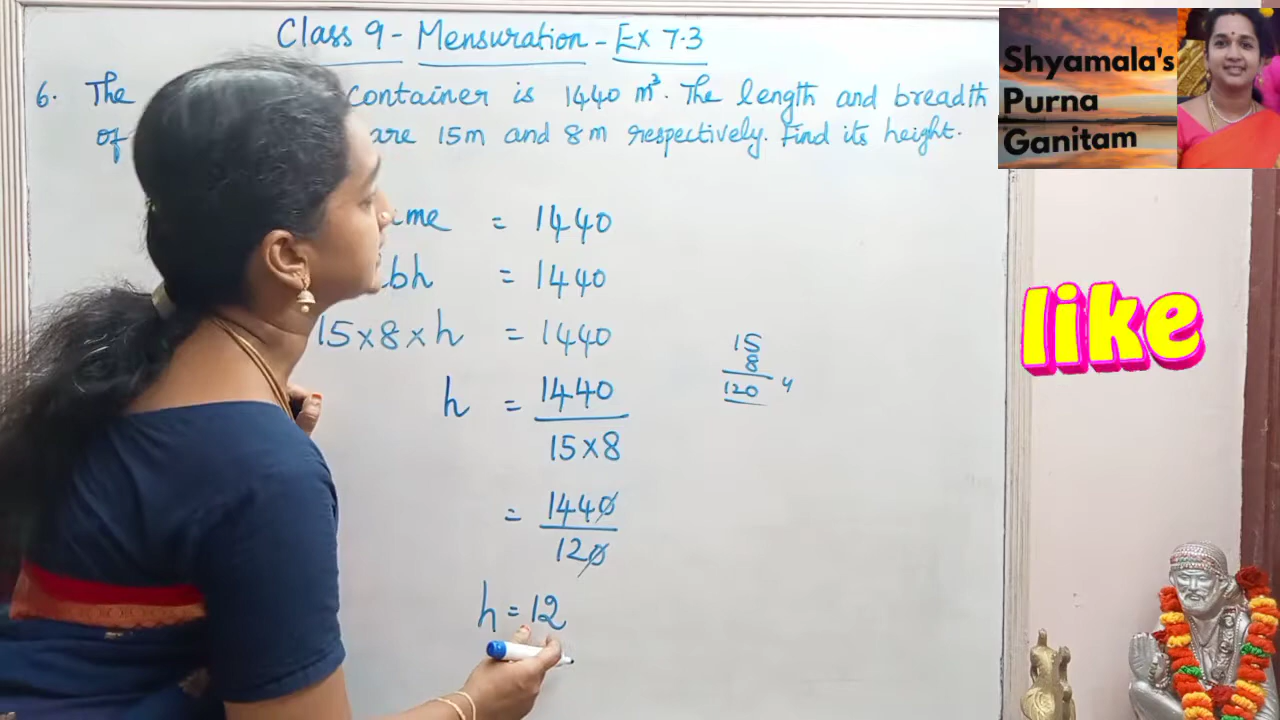 Class 9 - Mensuration - Ex 7.3
6. The container is 1440 m³. The length and breadth
of are 15m and 8m respectively. Find its height.
= 1440
bh = 1440
15×8×h = 1440
h = 1440
15×8
= 1440
120
h = 12
15
8
120
Shyamala's
Purna
Ganitam
like